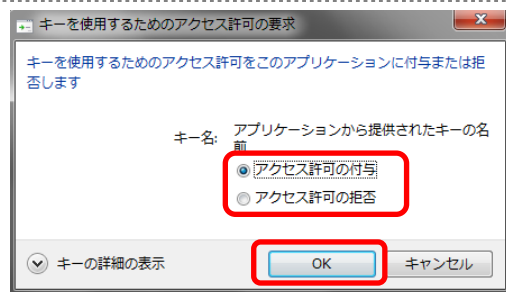 キーを使用するためのアクセス許可の要求
キーを使用するためのアクセス許可をこのアプリケーションに付与または拒
否します
キー名: アプリケーションから提供されたキーの名
前
アクセス許可の付与
アクセス許可の拒否
キーの詳細の表示 OK キャンセル